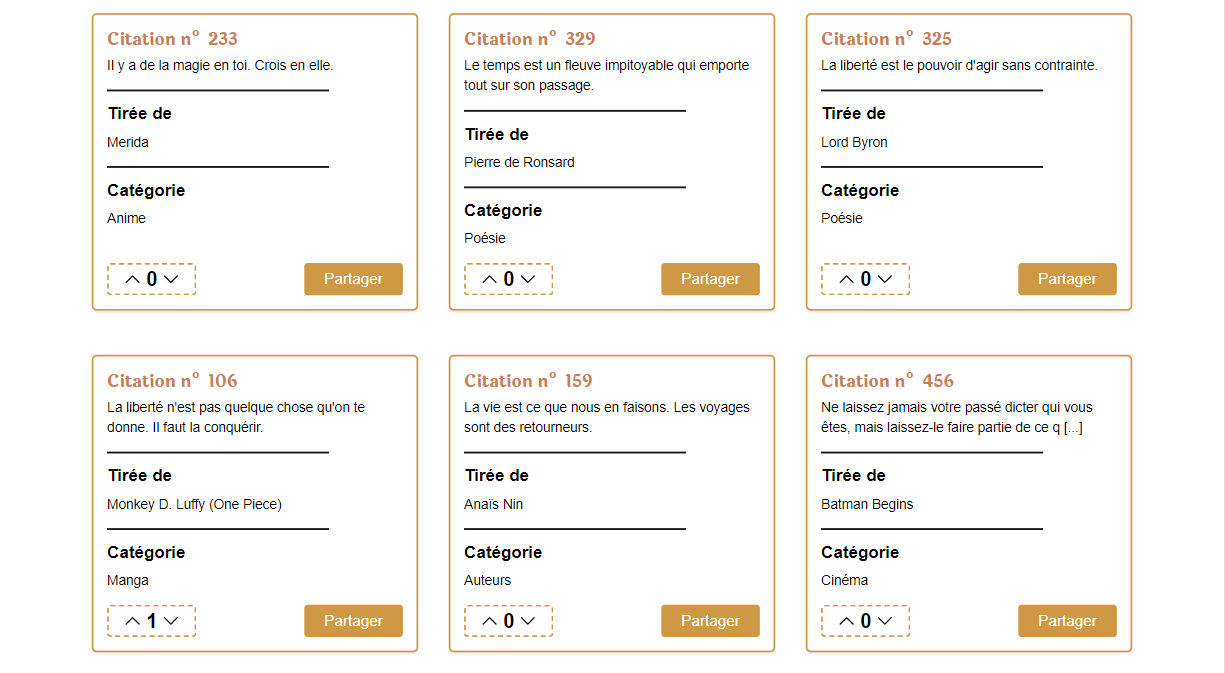 Citation n° 233
Il y a de la magie en toi. Crois en elle.
Tirée de
Merida
Catégorie
Anime
0
Partager
Citation n° 329
Le temps est un fleuve impitoyable qui emporte
tout sur son passage.
Tirée de
Pierre de Ronsard
Catégorie
Poésie
0
Partager
Citation n° 325
La liberté est le pouvoir d'agir sans contrainte.
Tirée de
Lord Byron
Catégorie
Poésie
0
Partager
Citation n° 106
La liberté n'est pas quelque chose qu'on te
donne. Il faut la conquérir.
Tirée de
Monkey D. Luffy (One Piece)
Catégorie
Manga
1
Partager
Citation n° 159
La vie est ce que nous en faisons. Les voyages
sont des retourneurs.
Tirée de
Anaïs Nin
Catégorie
Auteurs
0
Partager
Citation n° 456
Ne laissez jamais votre passé dicter qui vous
êtes, mais laissez-le faire partie de ce q [...]
Tirée de
Batman Begins
Catégorie
Cinéma
0
Partager